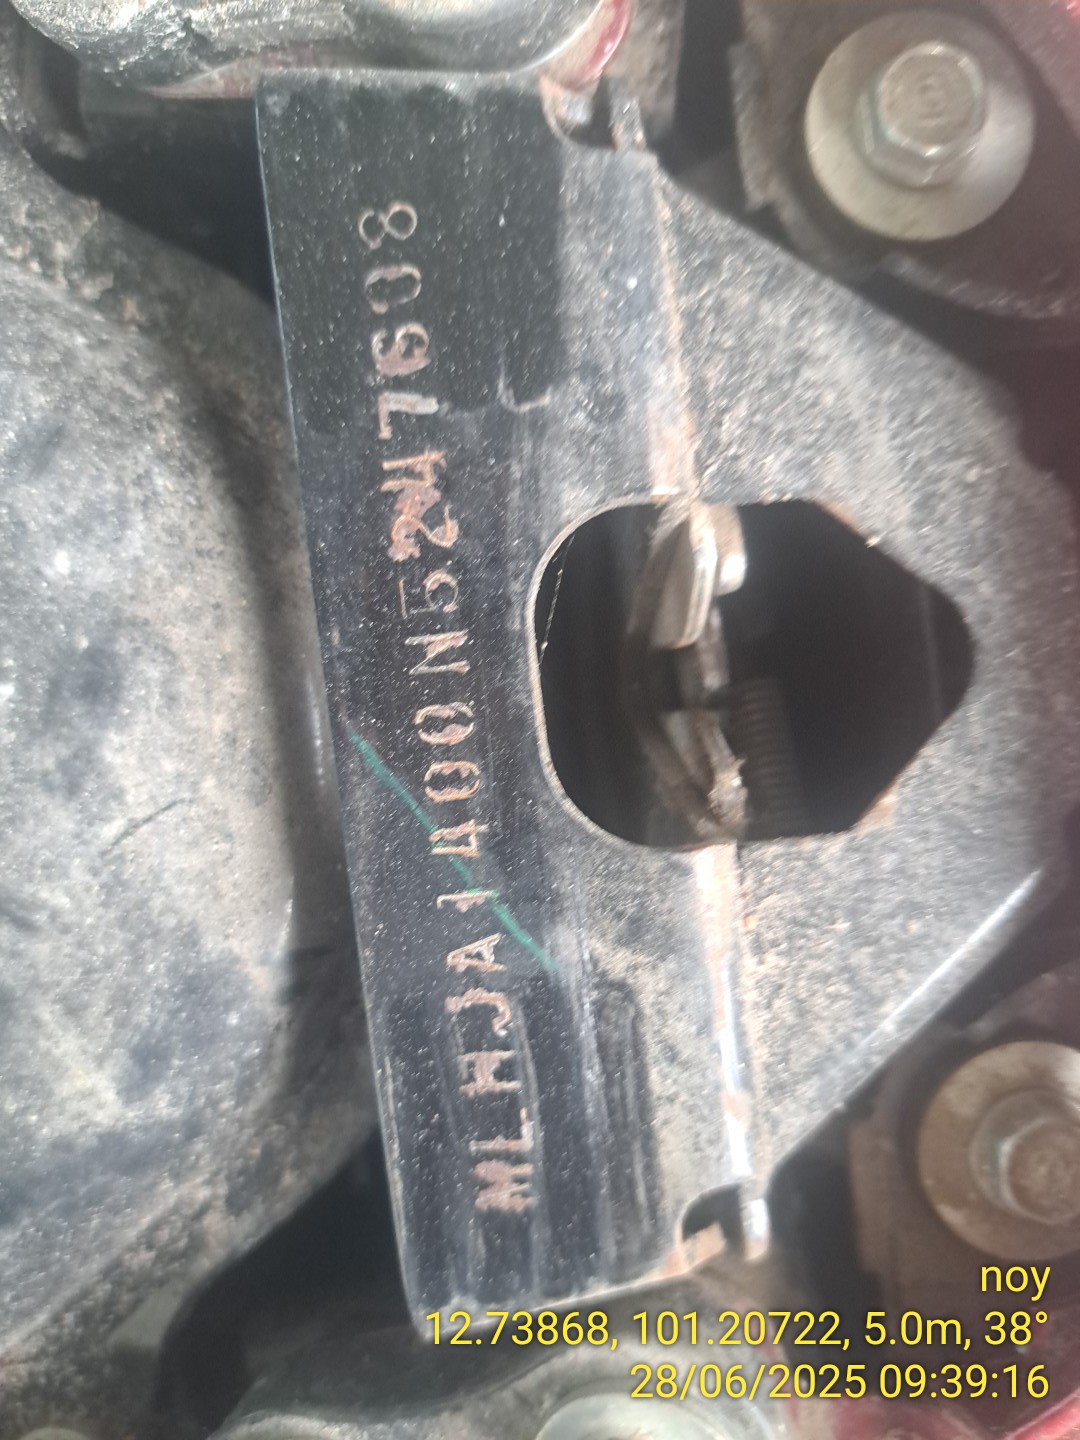 MLHJA1400N5247608
noy
12.73868, 101.20722, 5.0m, 38°
28/06/2025 09:39:16